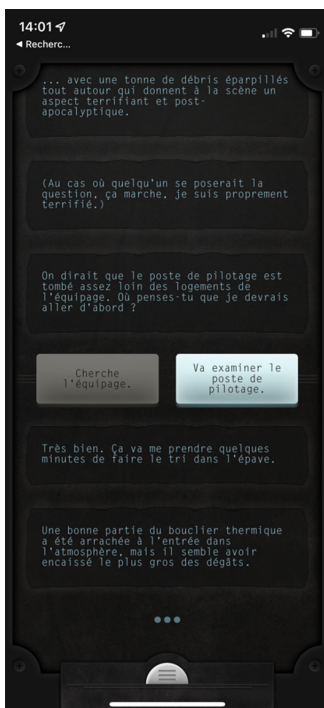 14:01
◀ Recherc...
... avec une tonne de débris éparpillés
tout autour qui donnent à la scène un
aspect terrifiant et post-
apocalyptique.
(Au cas où quelqu'un se poserait la
question, ça marche, je suis proprement
terrifié.)
On dirait que le poste de pilotage est
tombé assez loin des logements de
l'équipage. Où penses-tu que je devrais
aller d'abord ?
Cherche
l'équipage.
Va examiner le
poste de
pilotage.
Très bien. Ça va me prendre quelques
minutes de faire le tri dans l'épave.
Une bonne partie du bouclier thermique
a été arrachée à l'entrée dans
l'atmosphère, mais il semble avoir
encaissé le plus gros des dégâts.